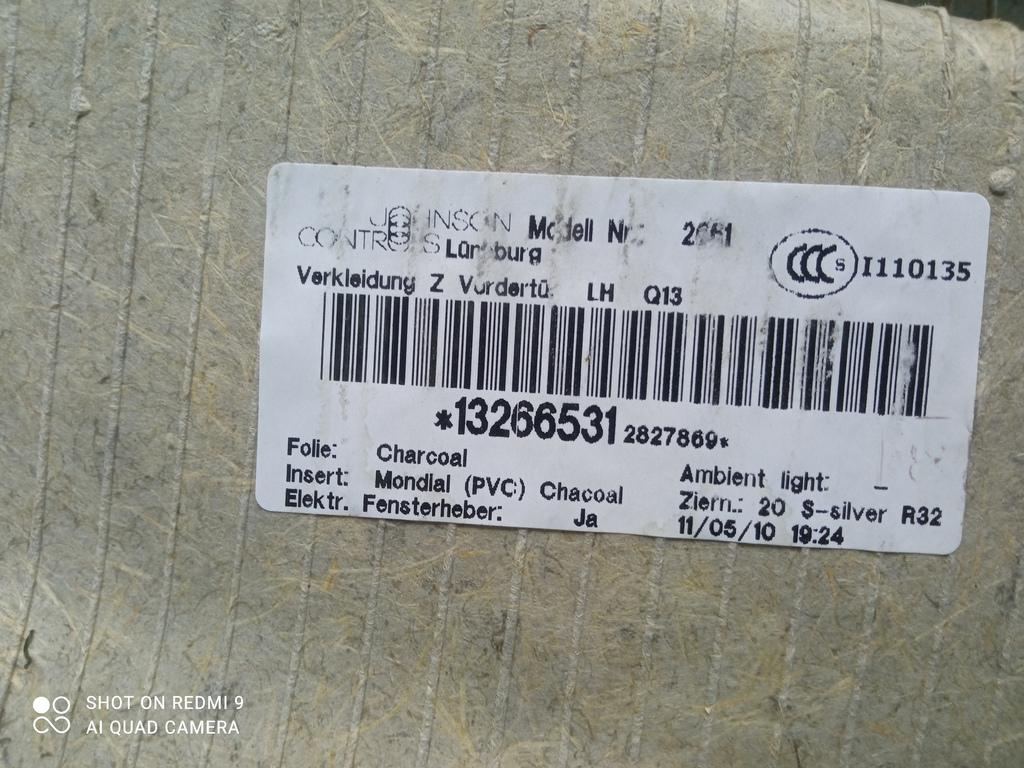 JOHNSON
CONTROLS Lüneburg
Modell Nr.: 2661
CCC S I110135
Verkleidung Z Vordertü LH Q13
*13266531 2827869*
Folie: Charcoal
Insert: Mondial (PVC) Chacoal
Elektr. Fensterheber: Ja
Ambient light: _
Ziern.: 20 S-silver R32
11/05/10 19:24
SHOT ON REDMI 9
AI QUAD CAMERA